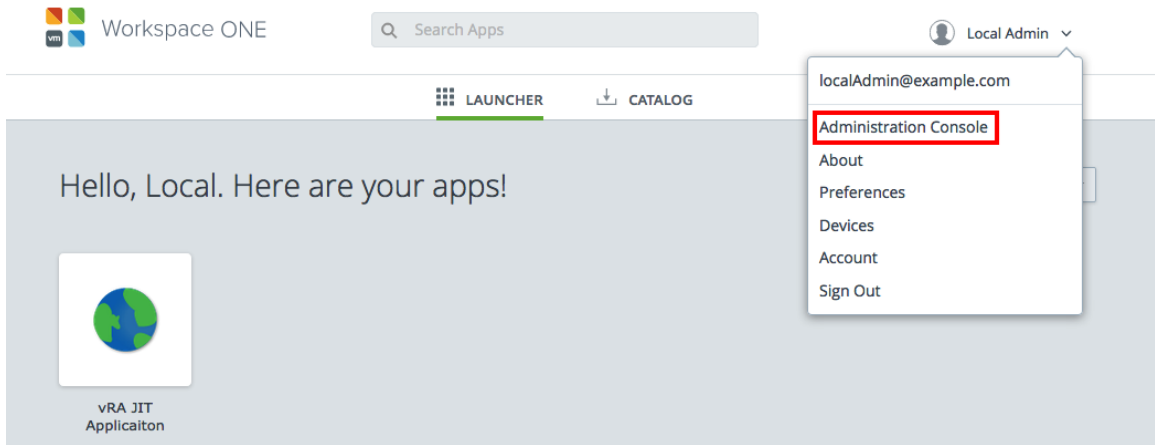 vm Workspace ONE
Search Apps
Local Admin
localAdmin@example.com
Administration Console
About
Preferences
Devices
Account
Sign Out
LAUNCHER
CATALOG
Hello, Local. Here are your apps!
vRA JIT
Applicaiton